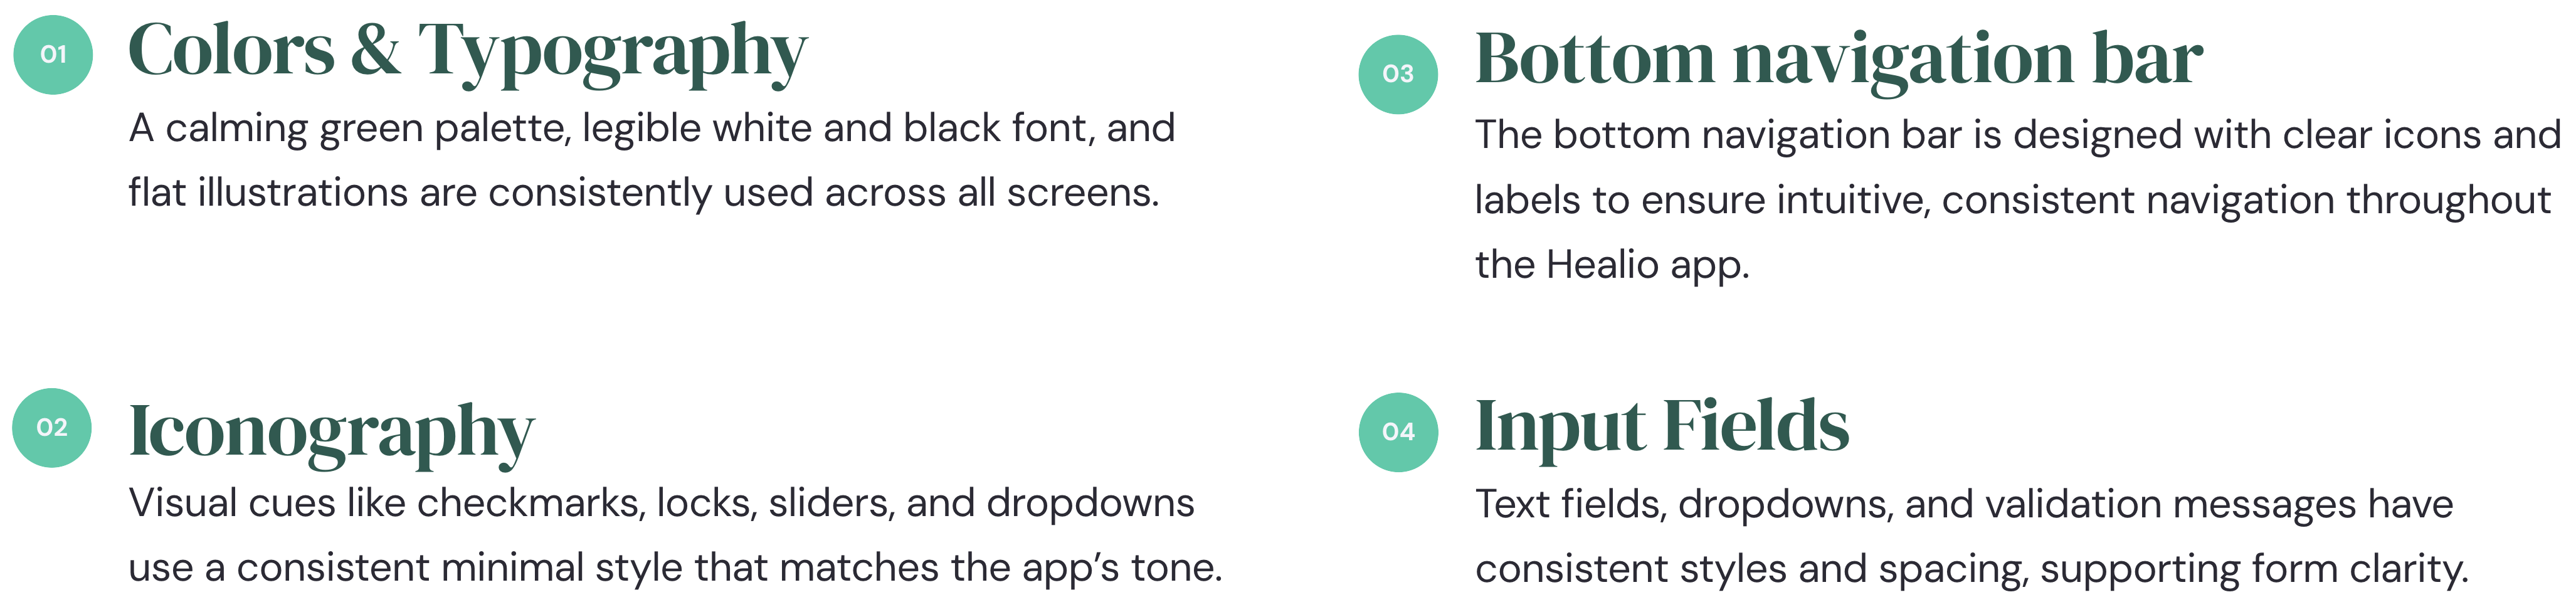 01
Colors & Typography
A calming green palette, legible white and black font, and
flat illustrations are consistently used across all screens.
02
Iconography
Visual cues like checkmarks, locks, sliders, and dropdowns
use a consistent minimal style that matches the app’s tone.
03
Bottom navigation bar
The bottom navigation bar is designed with clear icons and
labels to ensure intuitive, consistent navigation throughout
the Healio app.
04
Input Fields
Text fields, dropdowns, and validation messages have
consistent styles and spacing, supporting form clarity.